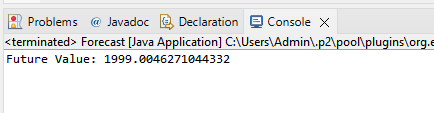 Problems @ Javadoc Declaration Console
<terminated> Forecast [Java Application] C:\Users\Admin\.p2\pool\plugins\org.e
Future Value: 1999.0046271044332